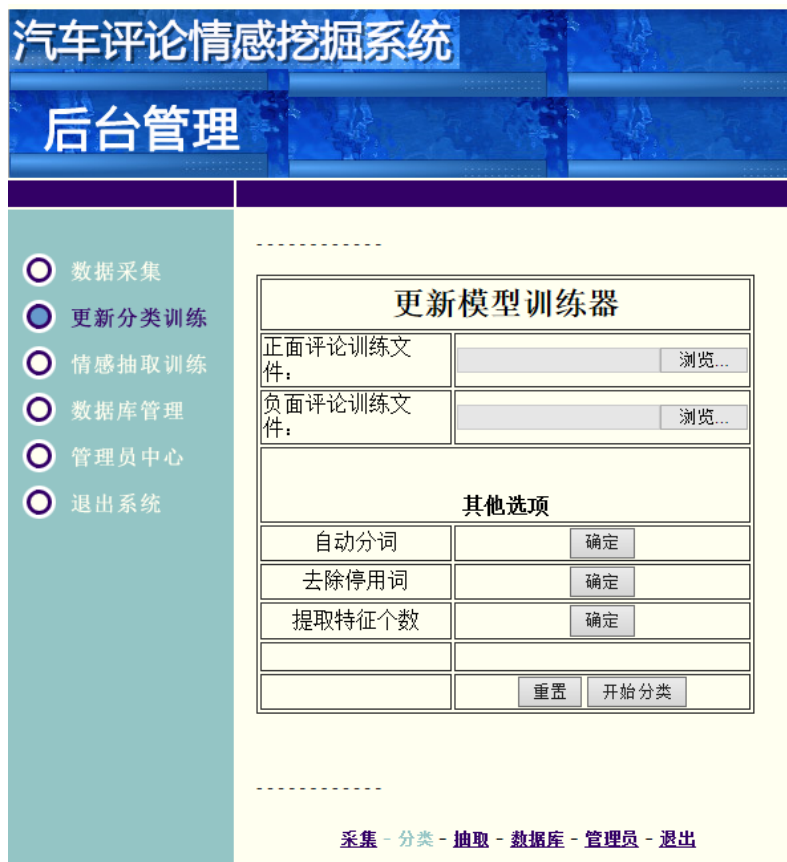 汽车评论情感挖掘系统
后台管理
数据采集
更新分类训练
情感抽取训练
数据库管理
管理员中心
退出系统
------------
更新模型训练器
正面评论训练文
件：
浏览...
负面评论训练文
件：
浏览...
其他选项
自动分词 确定
去除停用词 确定
提取特征个数 确定
重置 开始分类
------------
采集 - 分类 - 抽取 - 数据库 - 管理员 - 退出